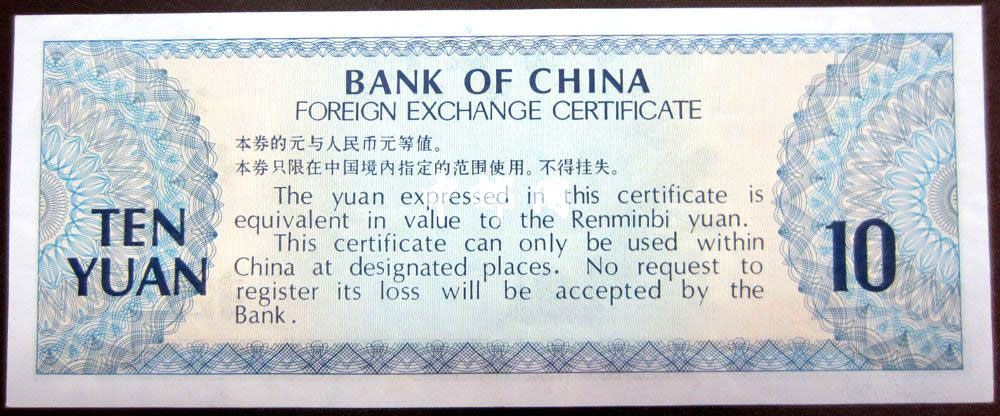 BANK OF CHINA
FOREIGN EXCHANGE CERTIFICATE
本券的元与人民币元等值。
本券只限在中国境内指定的范围使用。不得挂失。
The yuan expressed in this certificate is
equivalent in value to the Renminbi yuan.
This certificate can only be used within
China at designated places. No request to
register its loss will be accepted by the
Bank.
TEN
YUAN
10